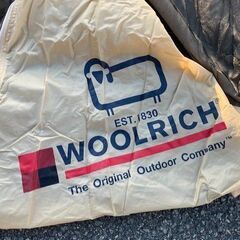 EST. 1830
WOOLRICH®
The Original Outdoor Company™